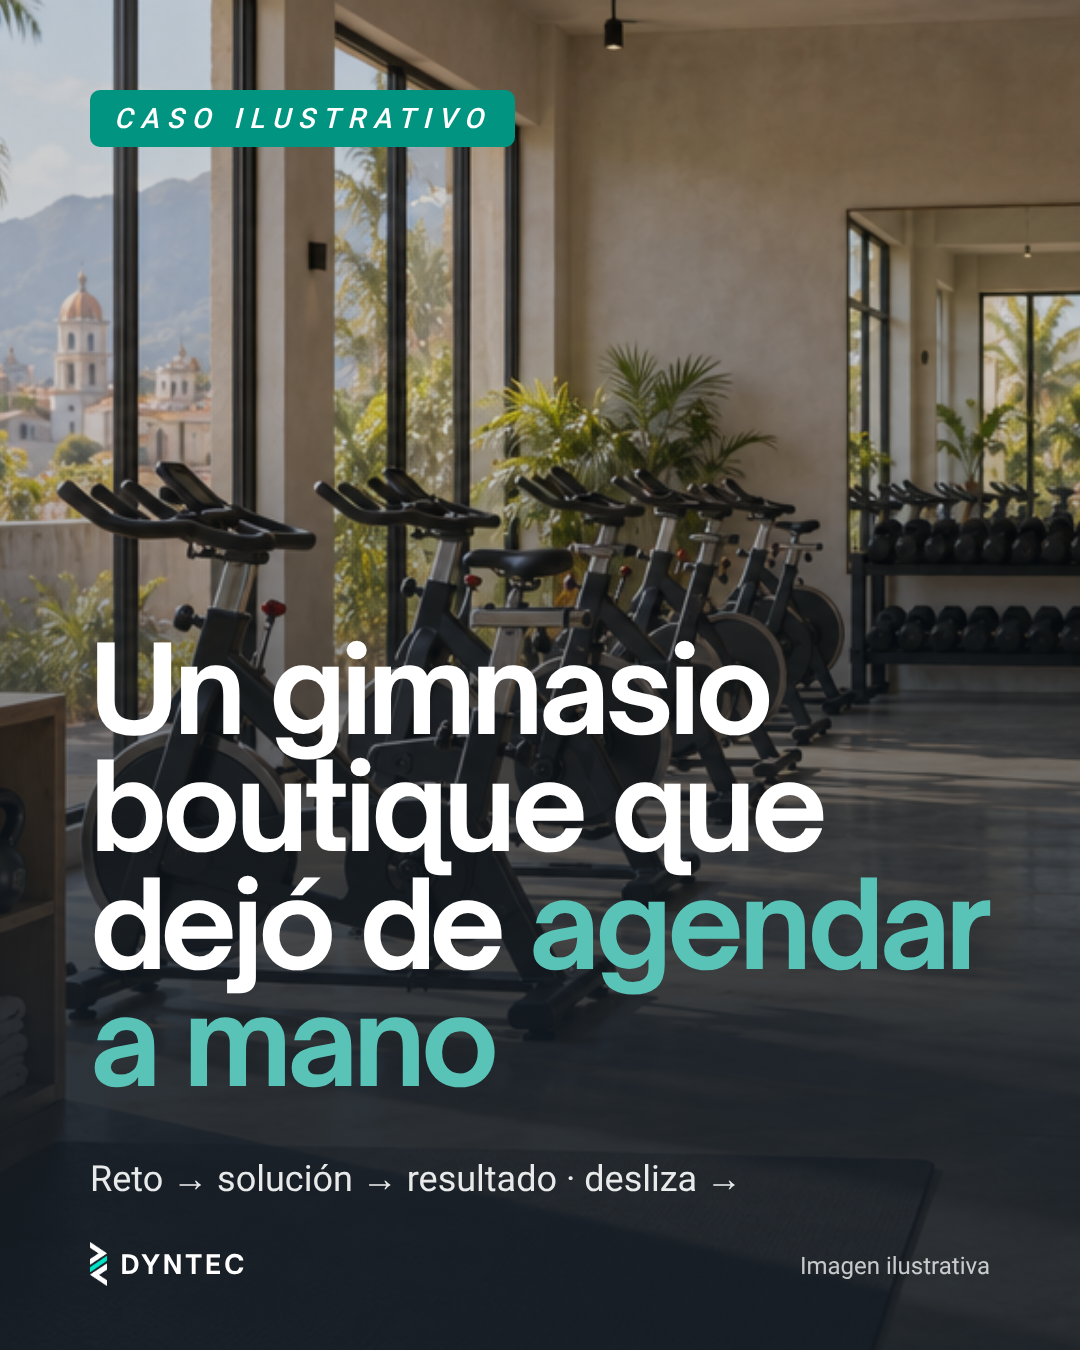 CASO ILUSTRATIVO
Un gimnasio
boutique que
dejó de agendar
a mano
Reto → solución → resultado · desliza →
DYNTEC
Imagen ilustrativa